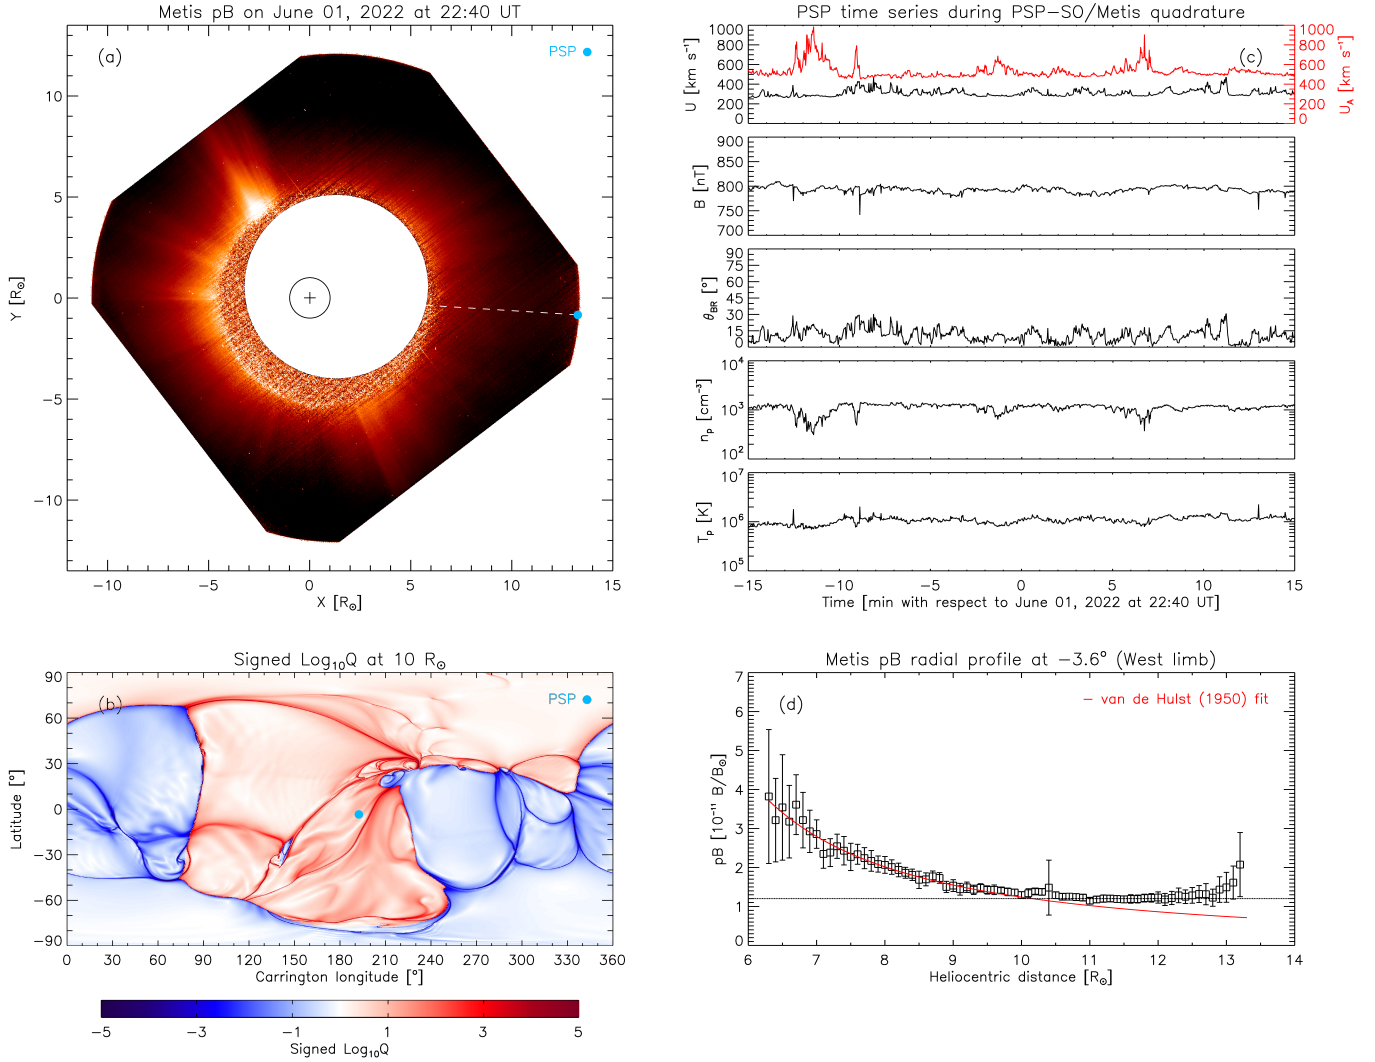 Metis pB on June 01, 2022 at 22:40 UT
(a)
PSP
Y [R☉]
10
5
0
−5
−10
−10 −5 0 5 10 15
X [R☉]
PSP time series during PSP−SO/Metis quadrature
(c)
U [km s⁻¹]
1000
800
600
400
200
0
1000
800
600
400
200
0
U_A [km s⁻¹]
B [nT]
900
850
800
750
700
θ_BR [°]
90
75
60
45
30
15
0
n_p [cm⁻³]
10⁴
10³
10²
T_p [K]
10⁷
10⁶
10⁵
−15 −10 −5 0 5 10 15
Time [min with respect to June 01, 2022 at 22:40 UT]
Signed Log₁₀Q at 10 R☉
(b)
PSP
Latitude [°]
90
60
30
0
−30
−60
−90
0 30 60 90 120 150 180 210 240 270 300 330 360
Carrington longitude [°]
−5 −3 −1 1 3 5
Signed Log₁₀Q
Metis pB radial profile at −3.6° (West limb)
(d)
— van de Hulst (1950) fit
pB [10⁻¹¹ B/B☉]
7
6
5
4
3
2
1
0
6 7 8 9 10 11 12 13 14
Heliocentric distance [R☉]